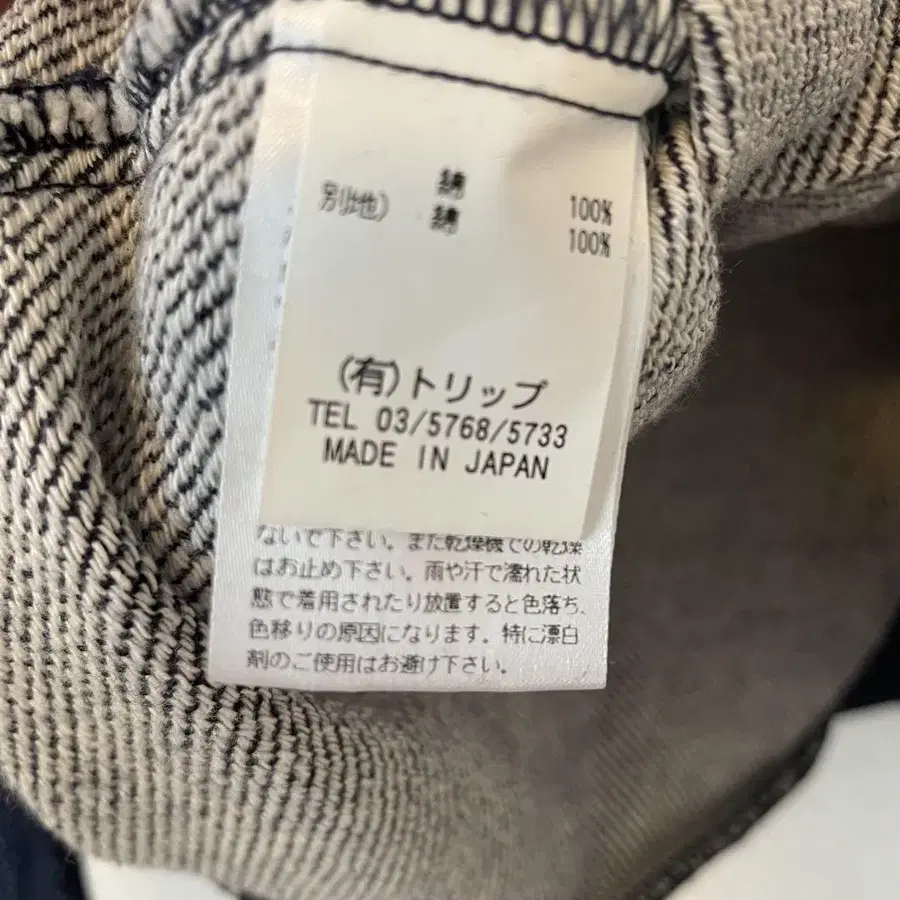 綿 100%
別地) 綿 100%
(有)トリップ
TEL 03/5768/5733
MADE IN JAPAN
ないで下さい。また乾燥機での乾燥
はお止め下さい。雨や汗で濡れた状
態で着用されたり放置すると色落ち、
色移りの原因になります。特に漂白
剤のご使用はお避け下さい。